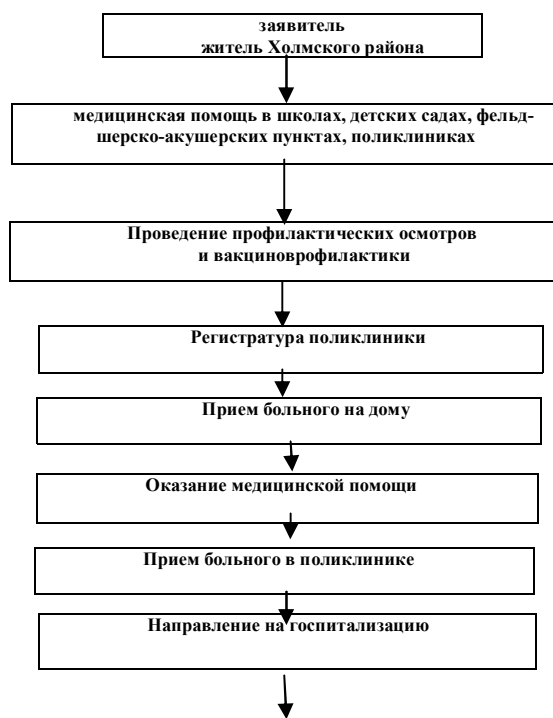 заявитель
житель Холмского района
медицинская помощь в школах, детских садах, фельд-
шерско-акушерских пунктах, поликлиниках
Проведение профилактических осмотров
и вакциноврофилактики
Регистратура поликлиники
Прием больного на дому
Оказание медицинской помощи
Прием больного в поликлинике
Направление на госпитализацию